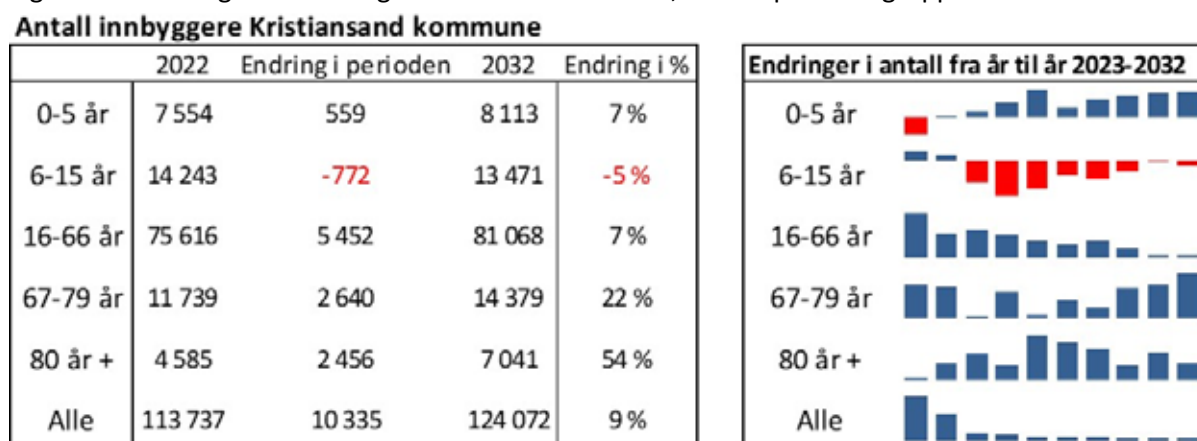 Antall innbyggere Kristiansand kommune
2022 Endring i perioden 2032 Endring i %
0-5 år 7 554 559 8 113 7 %
6-15 år 14 243 -772 13 471 -5 %
16-66 år 75 616 5 452 81 068 7 %
67-79 år 11 739 2 640 14 379 22 %
80 år + 4 585 2 456 7 041 54 %
Alle 113 737 10 335 124 072 9 %
Endringer i antall fra år til år 2023-2032
0-5 år
6-15 år
16-66 år
67-79 år
80 år +
Alle